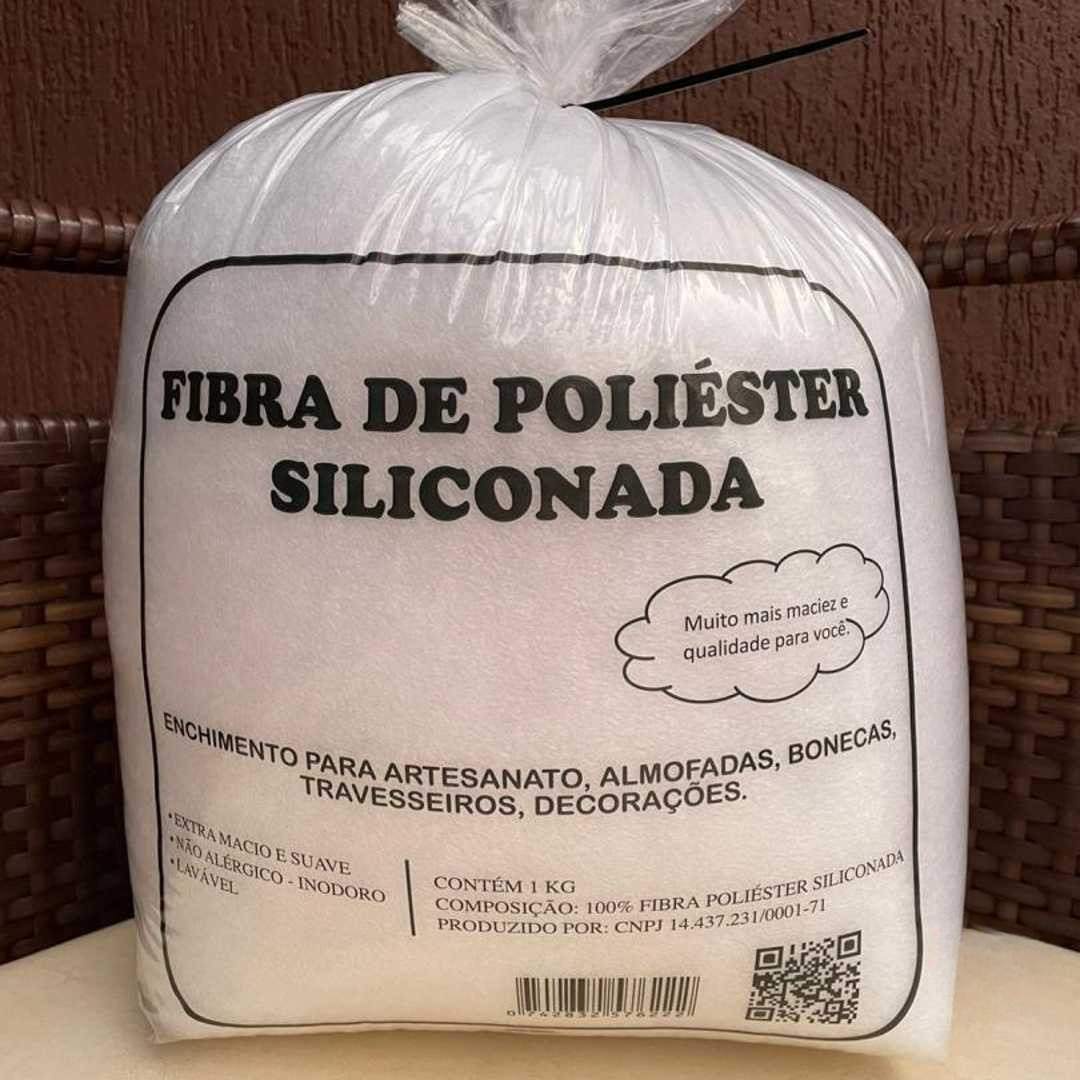 FIBRA DE POLIÉSTER
SILICONADA
Muito mais maciez e
qualidade para você.
ENCHIMENTO PARA ARTESANATO, ALMOFADAS, BONECAS,
TRAVESSEIROS, DECORAÇÕES.
•EXTRA MACIO E SUAVE
•NÃO ALÉRGICO - INODORO
•LAVÁVEL
CONTÉM 1 KG
COMPOSIÇÃO: 100% FIBRA POLIÉSTER SILICONADA
PRODUZIDO POR: CNPJ 14.437.231/0001-71